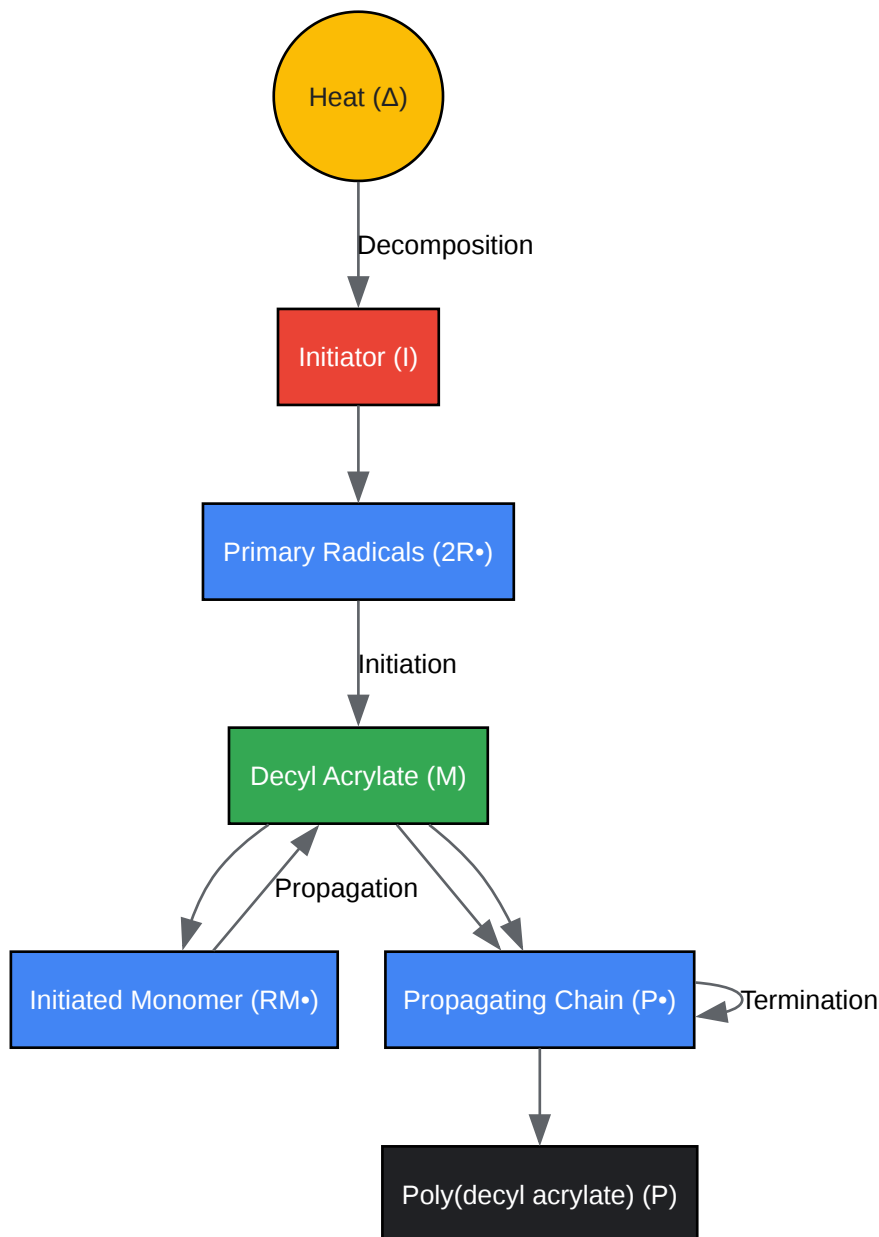 Heat (Δ)
Decomposition
Initiator (I)
Primary Radicals (2R•)
Initiation
Decyl Acrylate (M)
Propagation
Initiated Monomer (RM•)
Propagating Chain (P•)
Termination
Poly(decyl acrylate) (P)